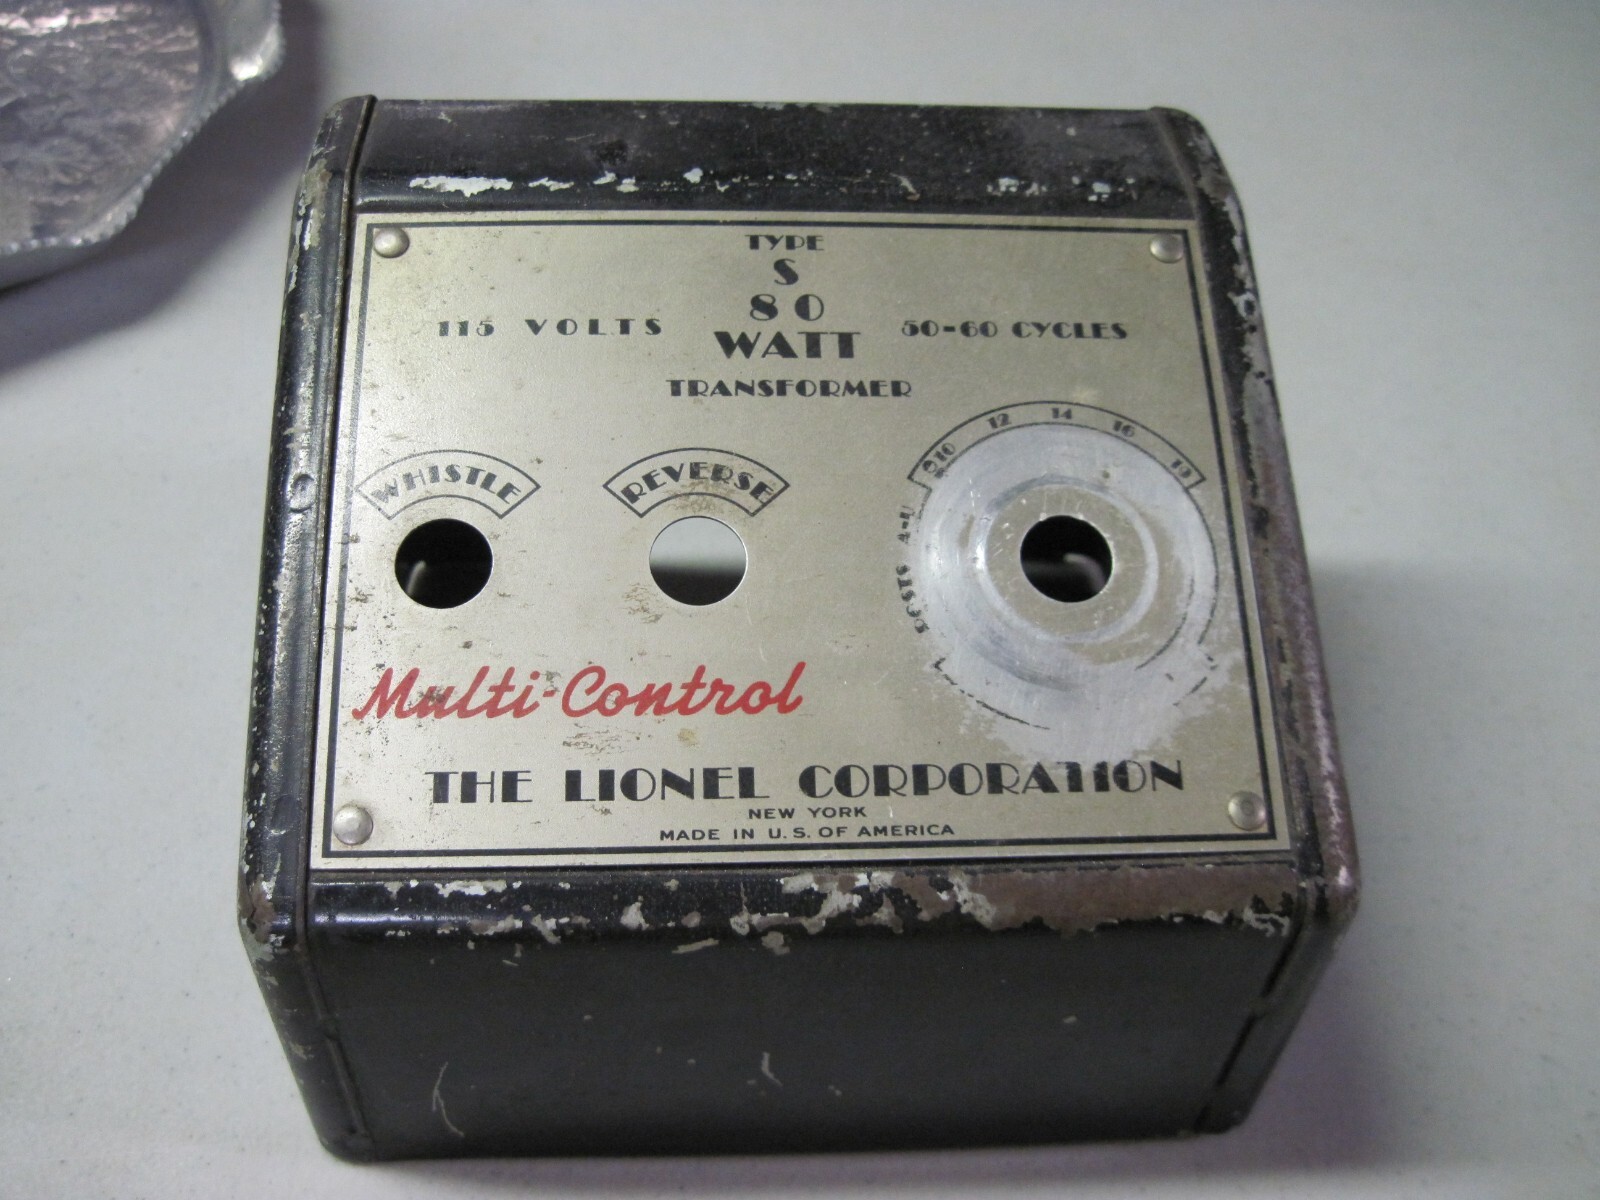 TYPE
S
80
115 VOLTS WATT 50-60 CYCLES
TRANSFORMER
10 12 14 16 19
WHISTLE REVERSE
POSTS A-U
Multi-Control
THE LIONEL CORPORATION
NEW YORK
MADE IN U.S. OF AMERICA